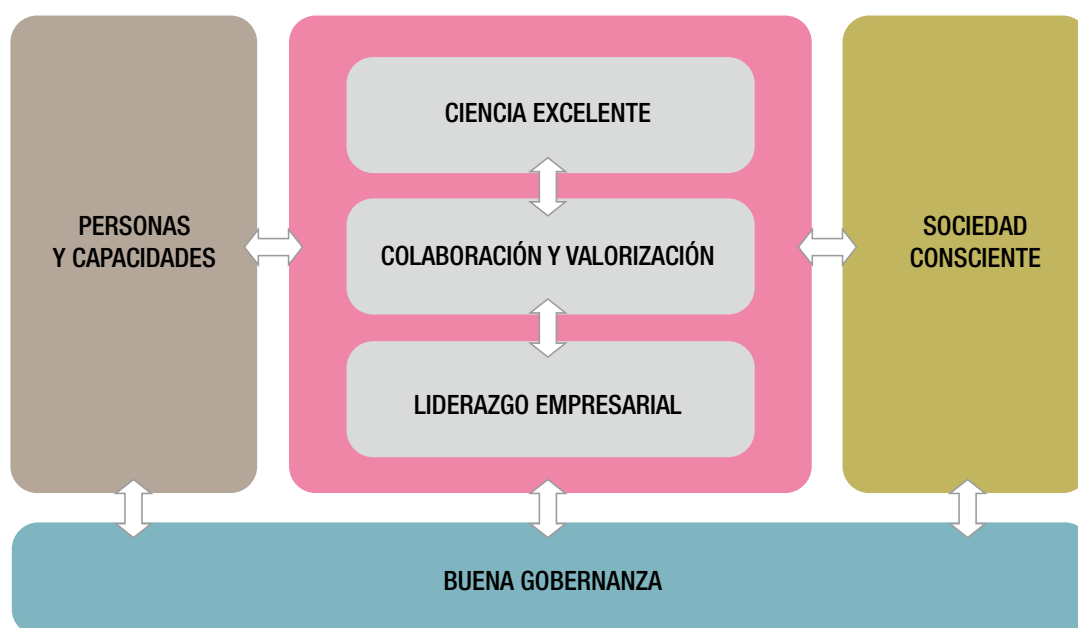 CIENCIA EXCELENTE
PERSONAS
Y CAPACIDADES
COLABORACIÓN Y VALORIZACIÓN
SOCIEDAD
CONSCIENTE
LIDERAZGO EMPRESARIAL
BUENA GOBERNANZA